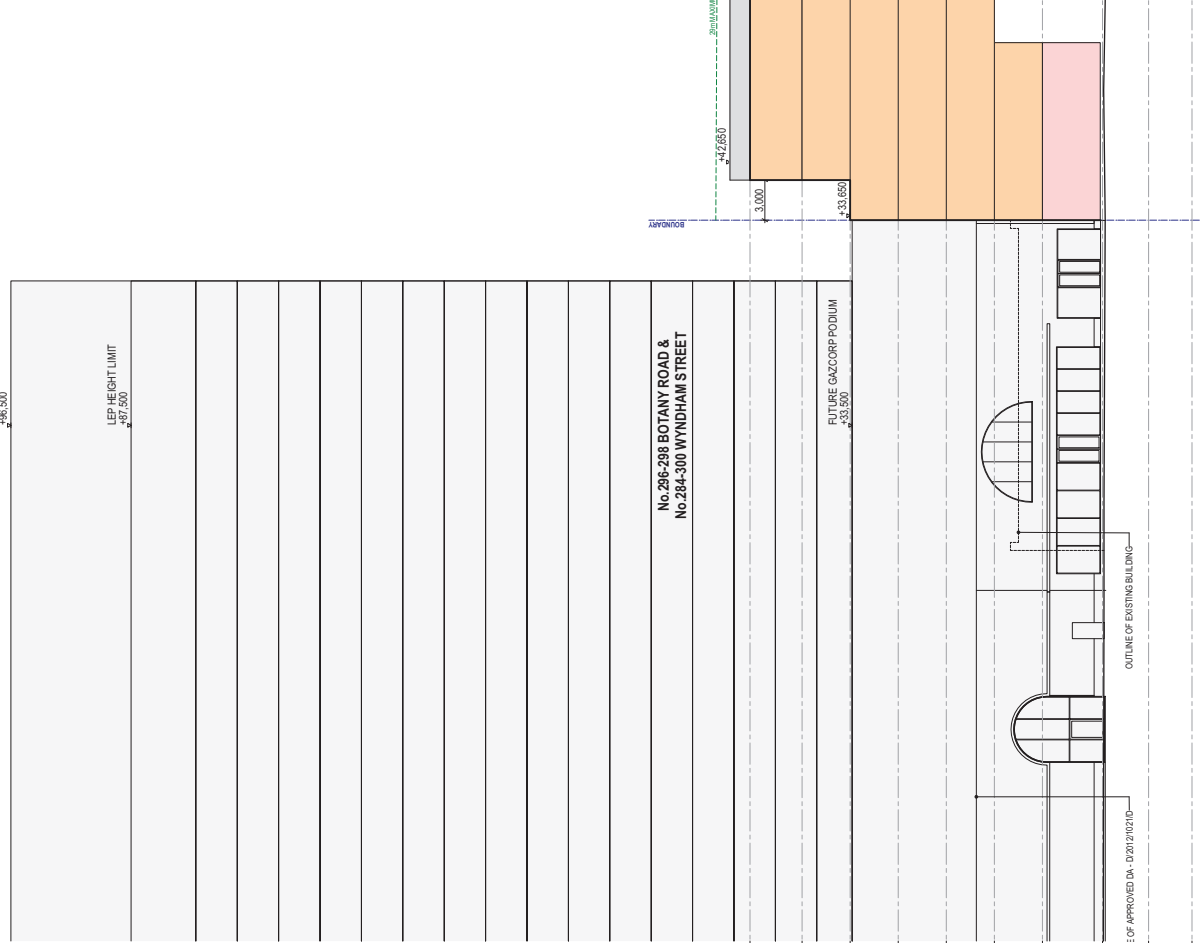 +96,500
LEP HEIGHT LIMIT
+87,500
No.296-298 BOTANY ROAD &
No.284-300 WYNDHAM STREET
BOUNDARY
+42,650
3,000
+33,650
FUTURE GAZCORP PODIUM
+33,500
OUTLINE OF EXISTING BUILDING
OF APPROVED DA - D/2012/1021/D
29m